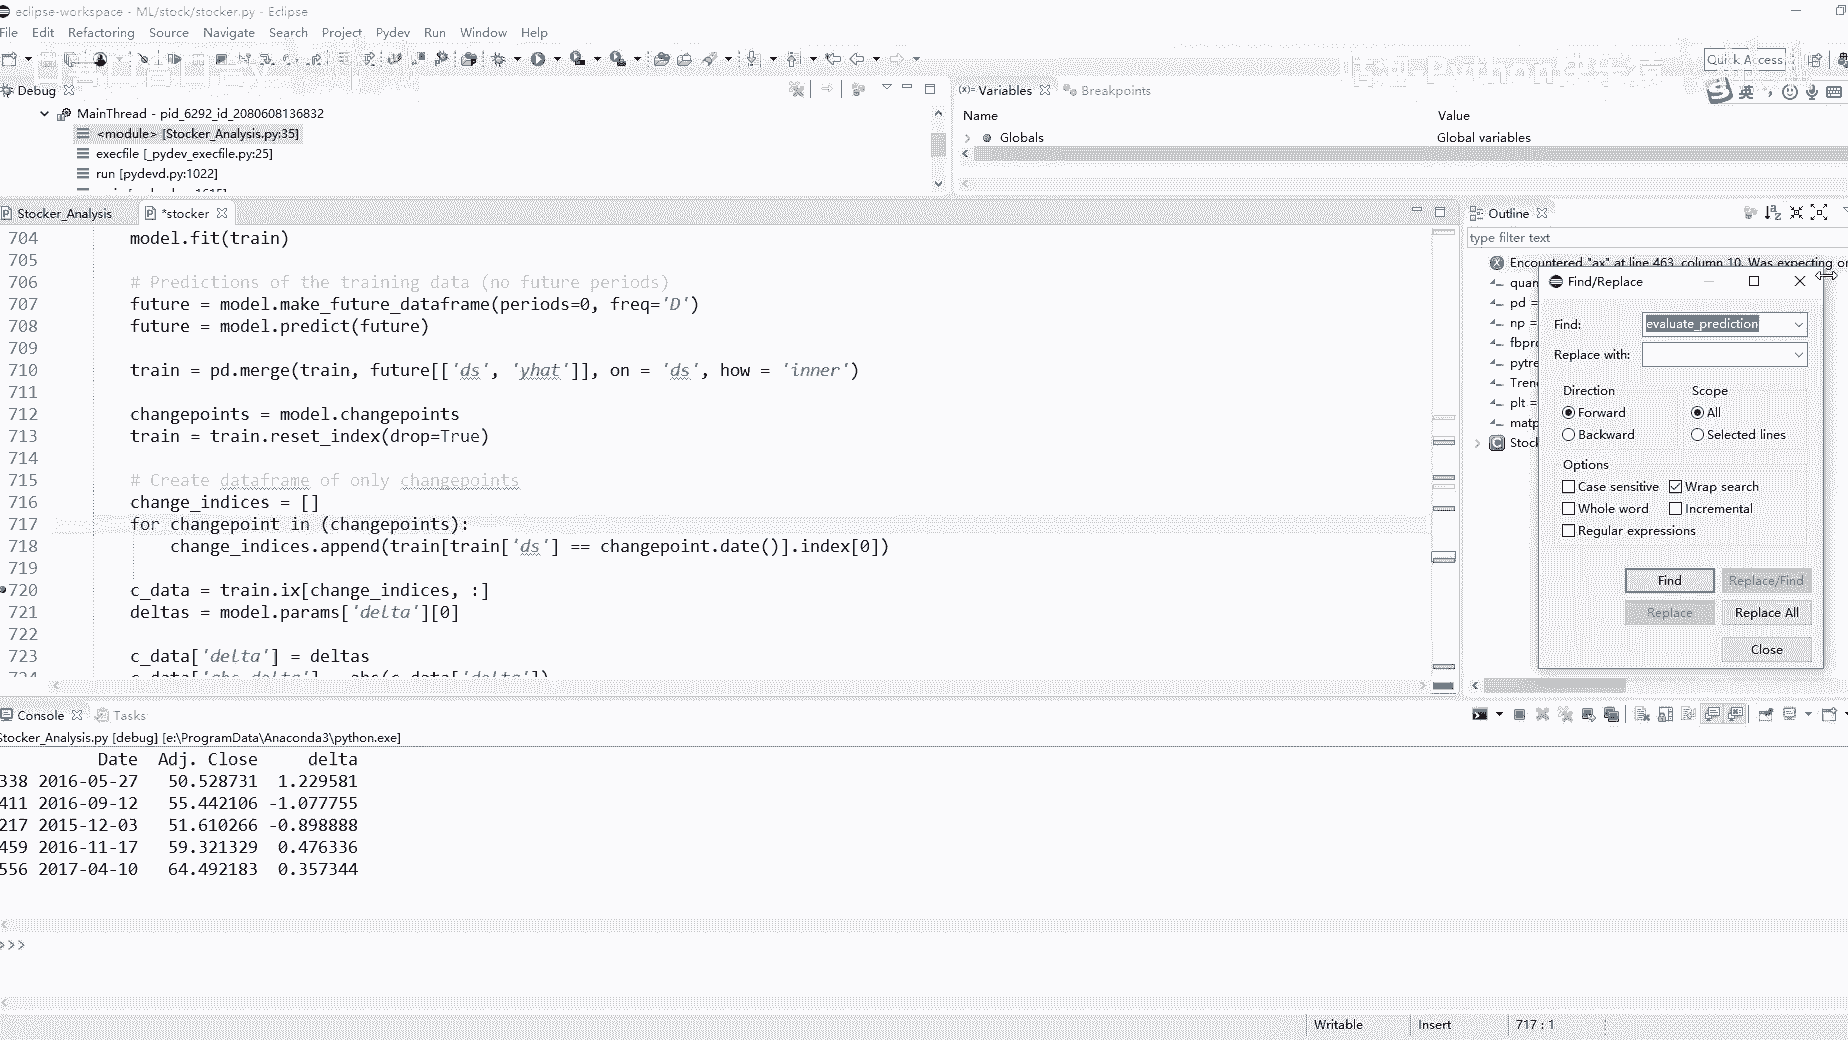 eclipse-workspace - ML/stock/stocker.py - Eclipse
File Edit Refactoring Source Navigate Search Project Pydev Run Window Help
Quick Access
英
Debug
MainThread - pid_6292_id_2080608136832
<module> [Stocker_Analysis.py:35]
execfile [_pydev_execfile.py:25]
run [pydevd.py:1022]
(x)= Variables Breakpoints
Name Value
Globals Global variables
Stocker_Analysis *stocker
704 model.fit(train)
705
706 # Predictions of the training data (no future periods)
707 future = model.make_future_dataframe(periods=0, freq='D')
708 future = model.predict(future)
709
710 train = pd.merge(train, future[['ds', 'yhat']], on = 'ds', how = 'inner')
711
712 changepoints = model.changepoints
713 train = train.reset_index(drop=True)
714
715 # Create dataframe of only changepoints
716 change_indices = []
717 for changepoint in (changepoints):
718 change_indices.append(train[train['ds'] == changepoint.date()].index[0])
719
720 c_data = train.ix[change_indices, :]
721 deltas = model.params['delta'][0]
722
723 c_data['delta'] = deltas
724 c_data['abs_delta'] = abs(c_data['delta'])
Outline
type filter text
Encountered "ax" at line 463, column 10. Was expecting
quan
pd =
np =
fbpro
pytre
Tren
plt =
matp
Stock
Find/Replace
Find: evaluate_prediction
Replace with:
Direction Scope
Forward All
Backward Selected lines
Options
Case sensitive Wrap search
Whole word Incremental
Regular expressions
Find Replace/Find
Replace Replace All
Close
Console Tasks
Stocker_Analysis.py [debug] [e:\ProgramData\Anaconda3\python.exe]
Date Adj. Close delta
338 2016-05-27 50.528731 1.229581
411 2016-09-12 55.442106 -1.077755
217 2015-12-03 51.610266 -0.898888
459 2016-11-17 59.321329 0.476336
556 2017-04-10 64.492183 0.357344
>>>
Writable Insert 717 : 1